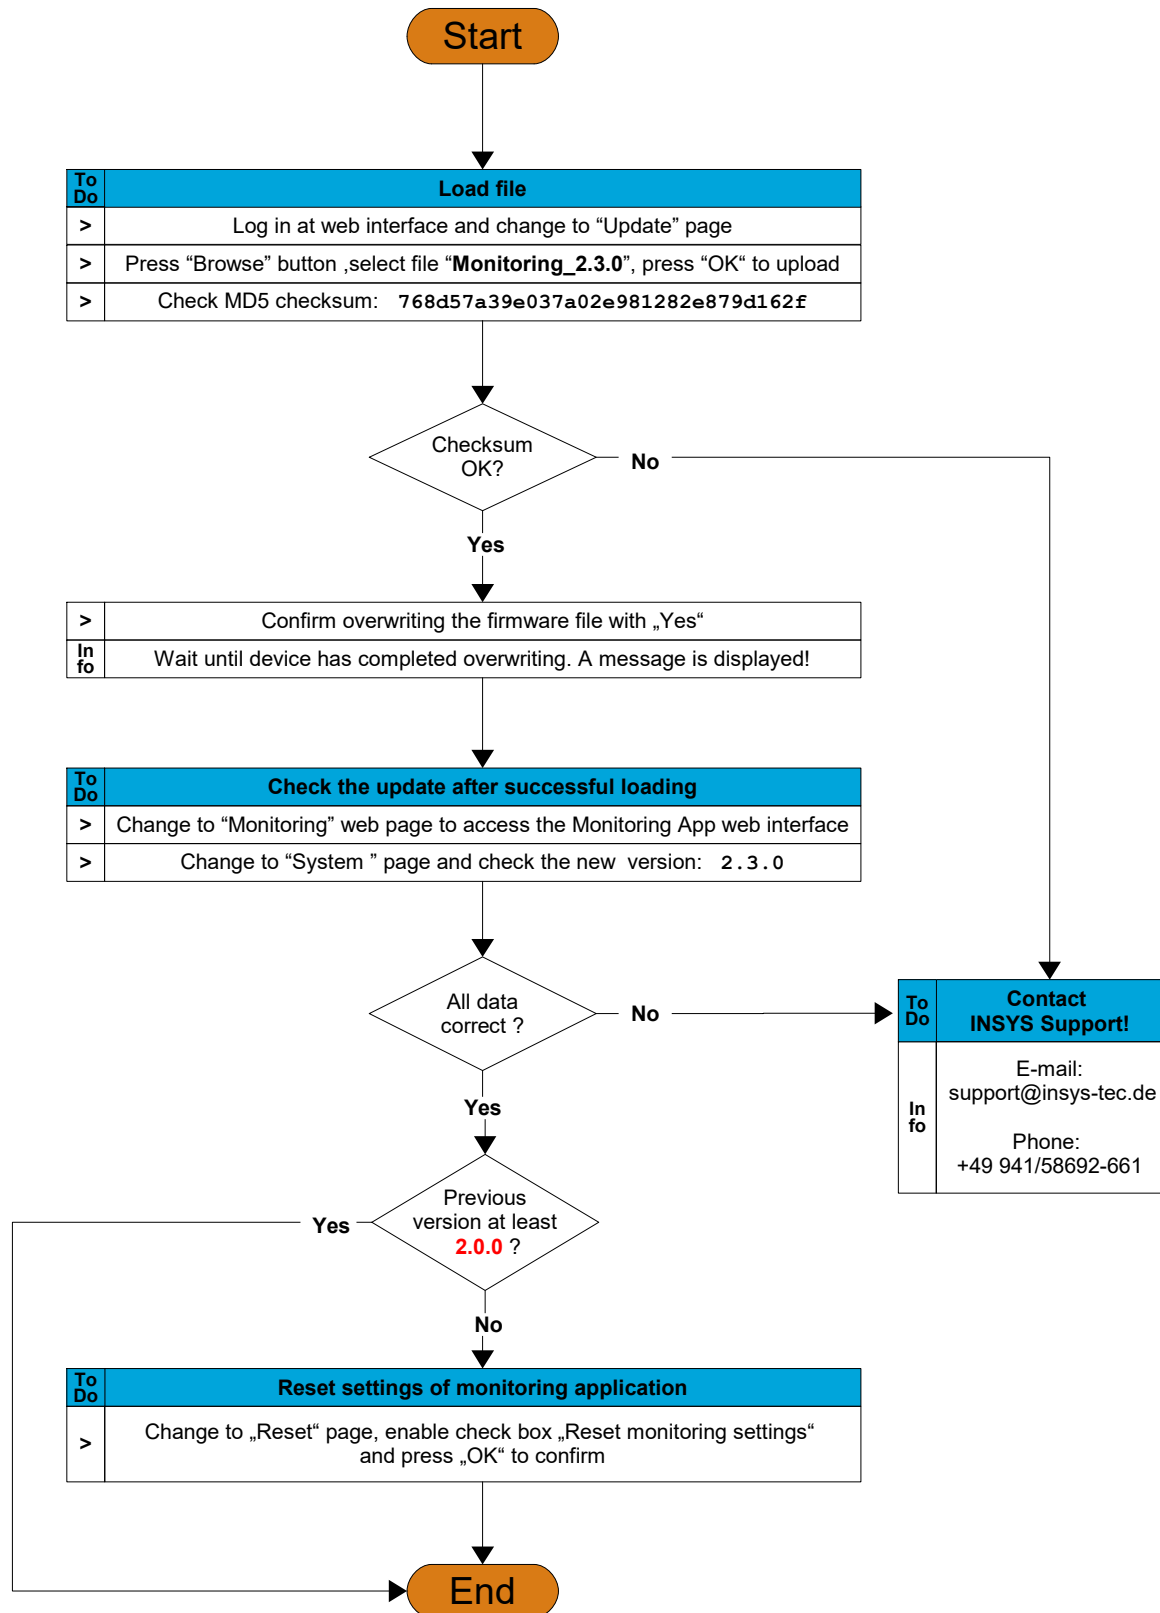 Start
To
Do
Load file
> Log in at web interface and change to “Update” page
> Press “Browse” button ,select file “Monitoring_2.3.0”, press “OK“ to upload
> Check MD5 checksum: 768d57a39e037a02e981282e879d162f
Checksum
OK?
No
Yes
> Confirm overwriting the firmware file with „Yes“
In
fo
Wait until device has completed overwriting. A message is displayed!
To
Do
Check the update after successful loading
> Change to “Monitoring” web page to access the Monitoring App web interface
> Change to “System ” page and check the new version: 2.3.0
All data
correct ?
No
To
Do
Contact
INSYS Support!
In
fo
E-mail:
support@insys-tec.de
Phone:
+49 941/58692-661
Yes
Previous
version at least
2.0.0 ?
Yes
No
To
Do
Reset settings of monitoring application
> Change to „Reset“ page, enable check box „Reset monitoring settings“
and press „OK“ to confirm
End